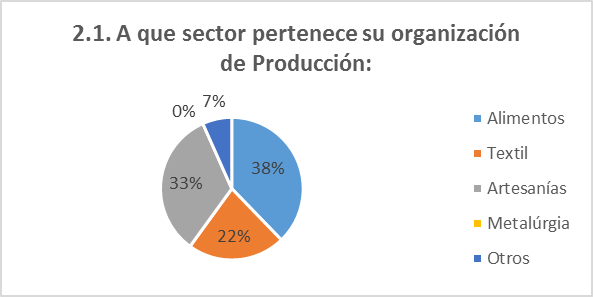 2.1. A que sector pertenece su organización
de Producción:
0%
7%
38%
33%
22%
Alimentos
Textil
Artesanías
Metalúrgia
Otros